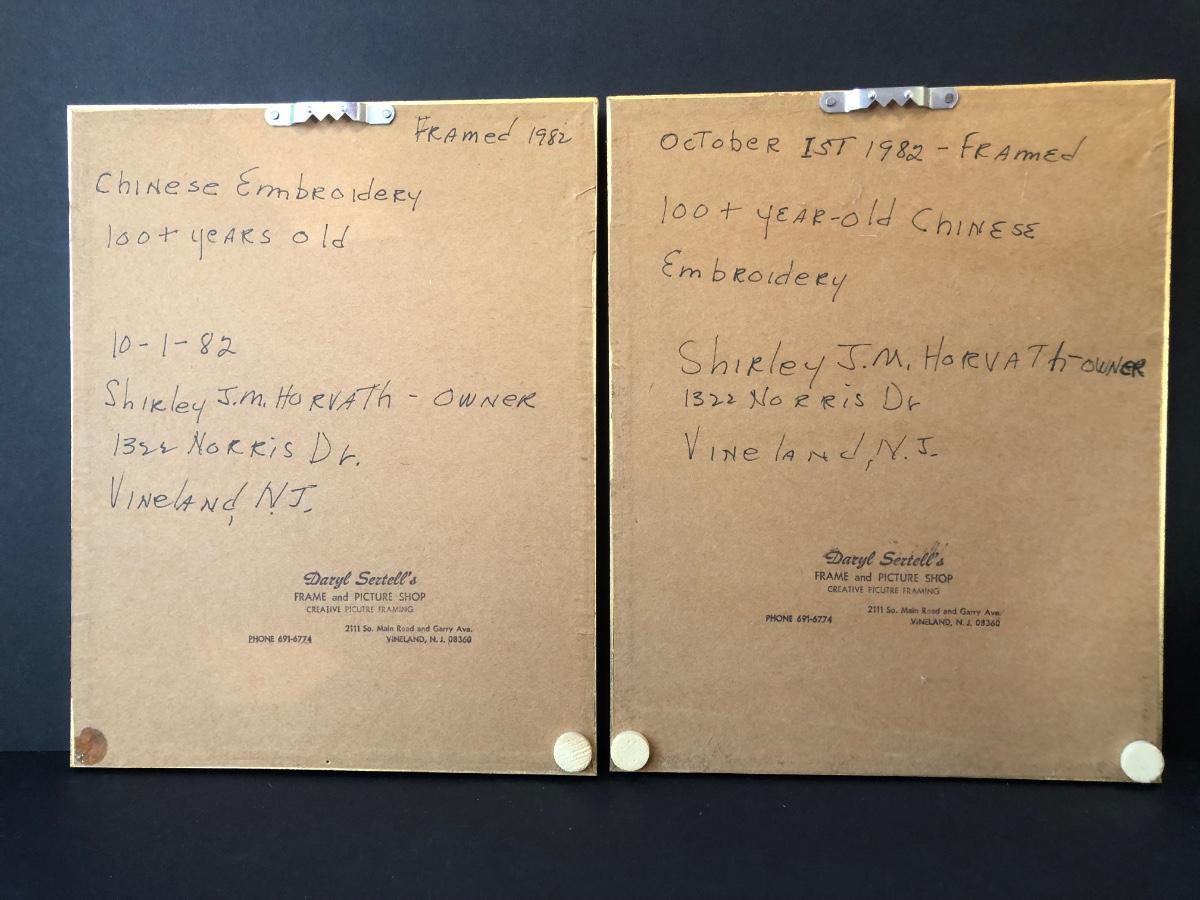 Framed 1982
Chinese Embroidery
100+ years old
10-1-82
Shirley J.M. Horvath - Owner
1322 Norris Dr.
Vineland, N.J.
Daryl Sertell's
FRAME and PICTURE SHOP
CREATIVE PICUTRE FRAMING
2111 So. Main Road and Garry Ave.
PHONE 691-6774 VINELAND, N. J. 08360
October 1ST 1982 - Framed
100+ year-old Chinese
Embroidery
Shirley J.M. Horvath-owner
1322 Norris Dr
Vineland, N.J.
Daryl Sertell's
FRAME and PICTURE SHOP
CREATIVE PICUTRE FRAMING
2111 So. Main Road and Garry Ave.
PHONE 691-6774 VINELAND, N. J. 08360